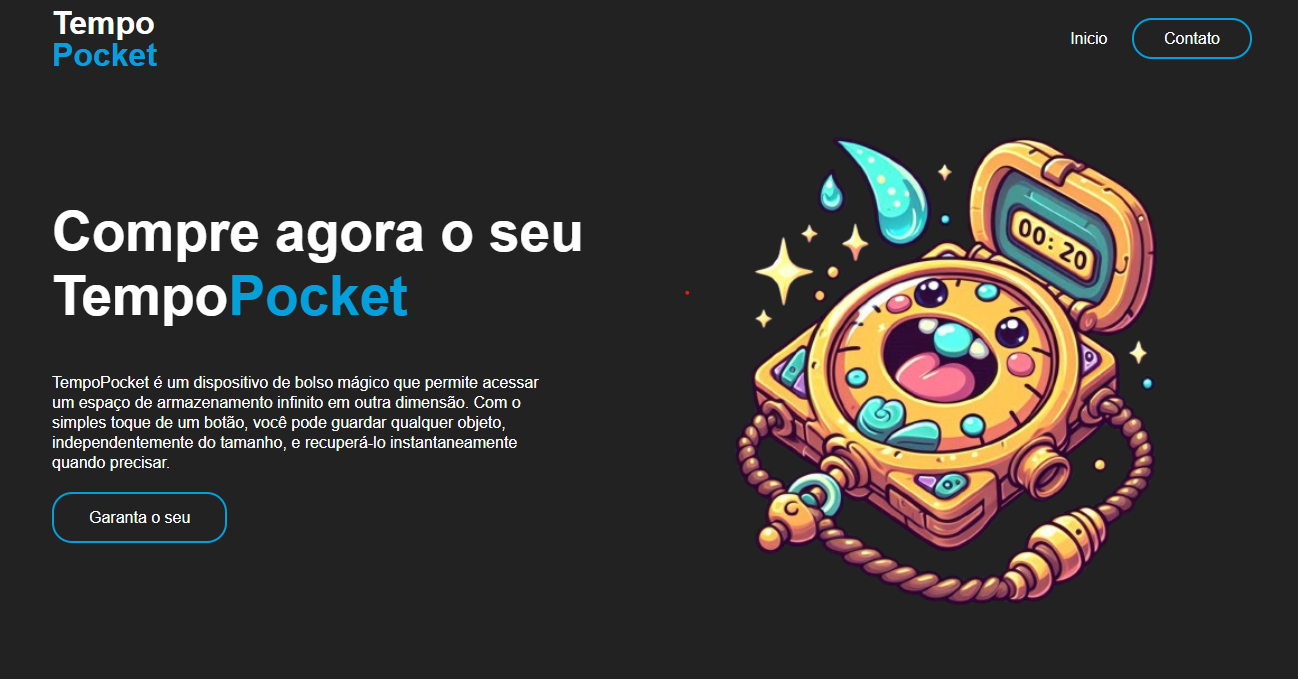 Tempo
Pocket
Inicio
Contato
Compre agora o seu
TempoPocket
TempoPocket é um dispositivo de bolso mágico que permite acessar
um espaço de armazenamento infinito em outra dimensão. Com o
simples toque de um botão, você pode guardar qualquer objeto,
independentemente do tamanho, e recuperá-lo instantaneamente
quando precisar.
Garanta o seu
00:20